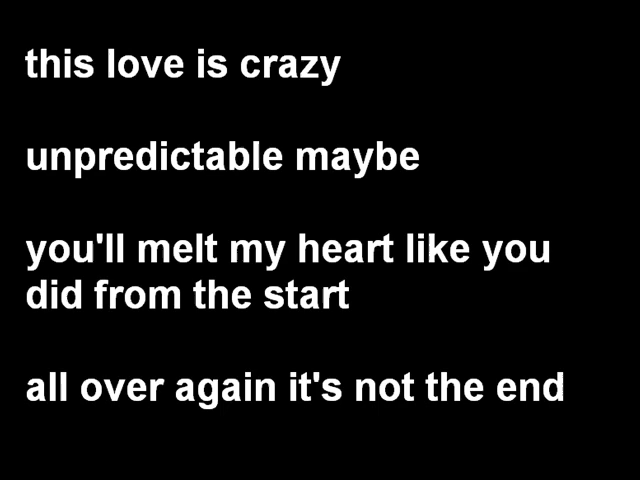 this love is crazy
unpredictable maybe
you'll melt my heart like you
did from the start
all over again it's not the end